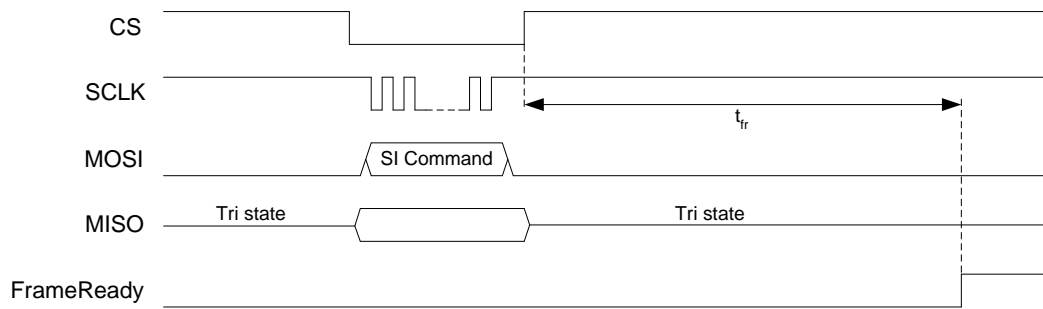 CS
SCLK
t_fr
MOSI
SI Command
MISO
Tri state
Tri state
FrameReady